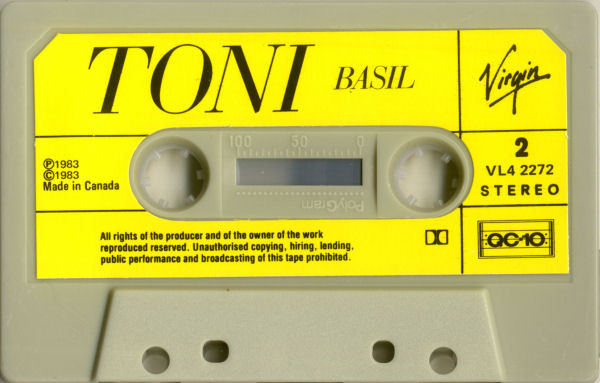 TONI BASIL
Virgin
100 50 0
PolyGram
℗1983
©1983
Made in Canada
2
VL4 2272
STEREO
All rights of the producer and of the owner of the work
reproduced reserved. Unauthorised copying, hiring, lending,
public performance and broadcasting of this tape prohibited.
QC-10